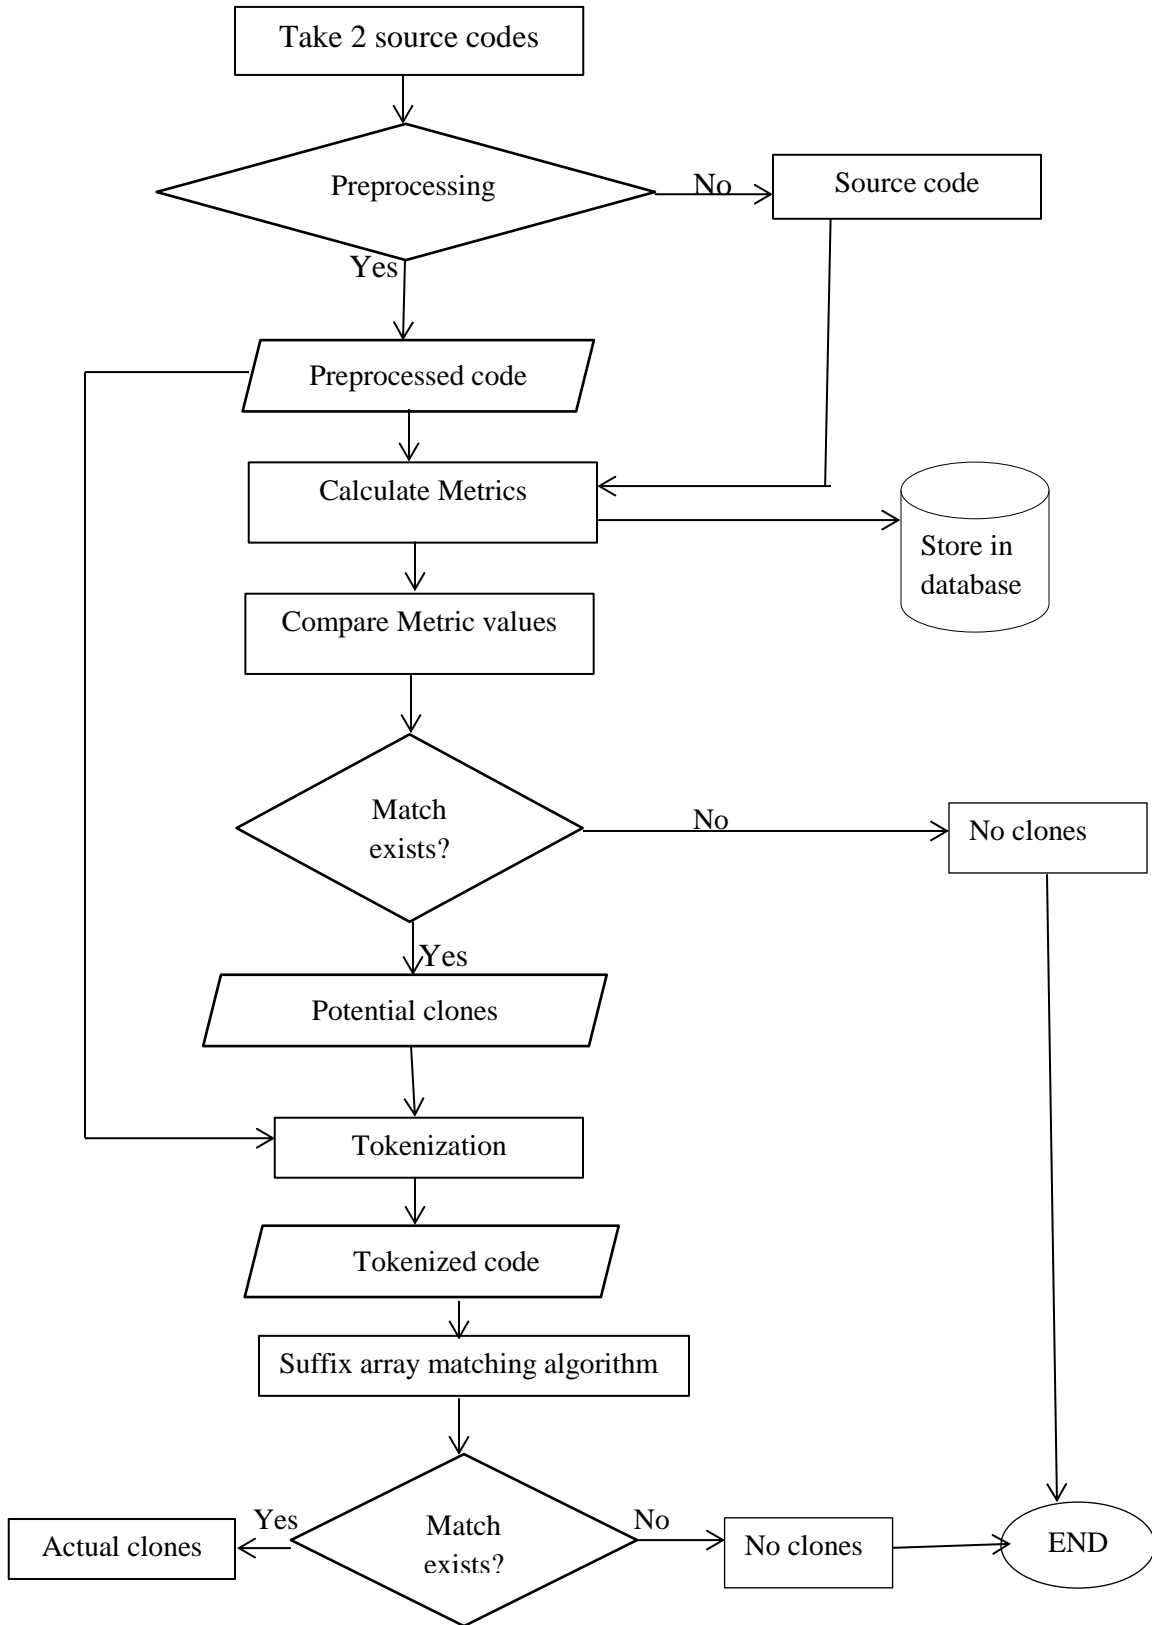 Take 2 source codes
Preprocessing
No
Source code
Yes
Preprocessed code
Calculate Metrics
Store in
database
Compare Metric values
Match
exists?
No
No clones
Yes
Potential clones
Tokenization
Tokenized code
Suffix array matching algorithm
Yes
Match
exists?
No
Actual clones
No clones
END